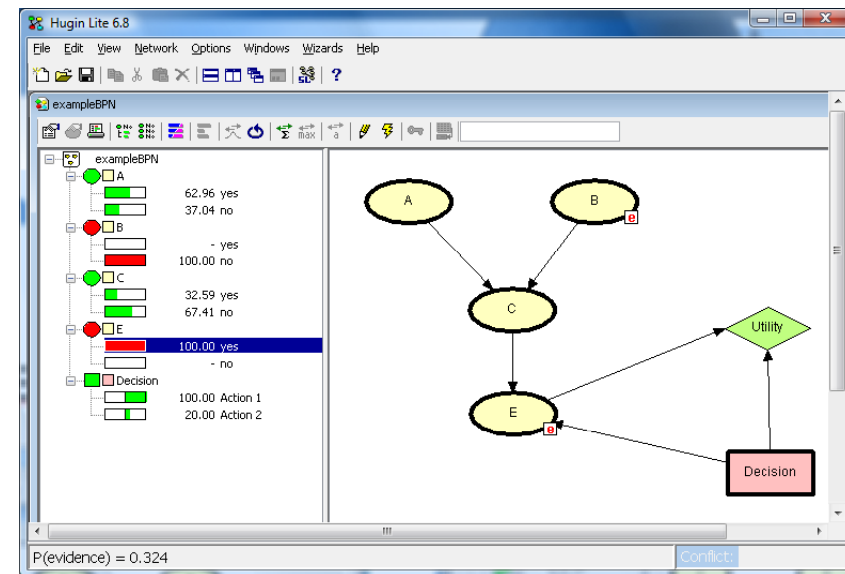 Hugin Lite 6.8
File Edit View Network Options Windows Wizards Help
exampleBPN
exampleBPN
A
62.96 yes
37.04 no
B
- yes
100.00 no
C
32.59 yes
67.41 no
E
100.00 yes
- no
Decision
100.00 Action 1
20.00 Action 2
A
B
e
C
Utility
E
e
Decision
P(evidence) = 0.324
Conflict: